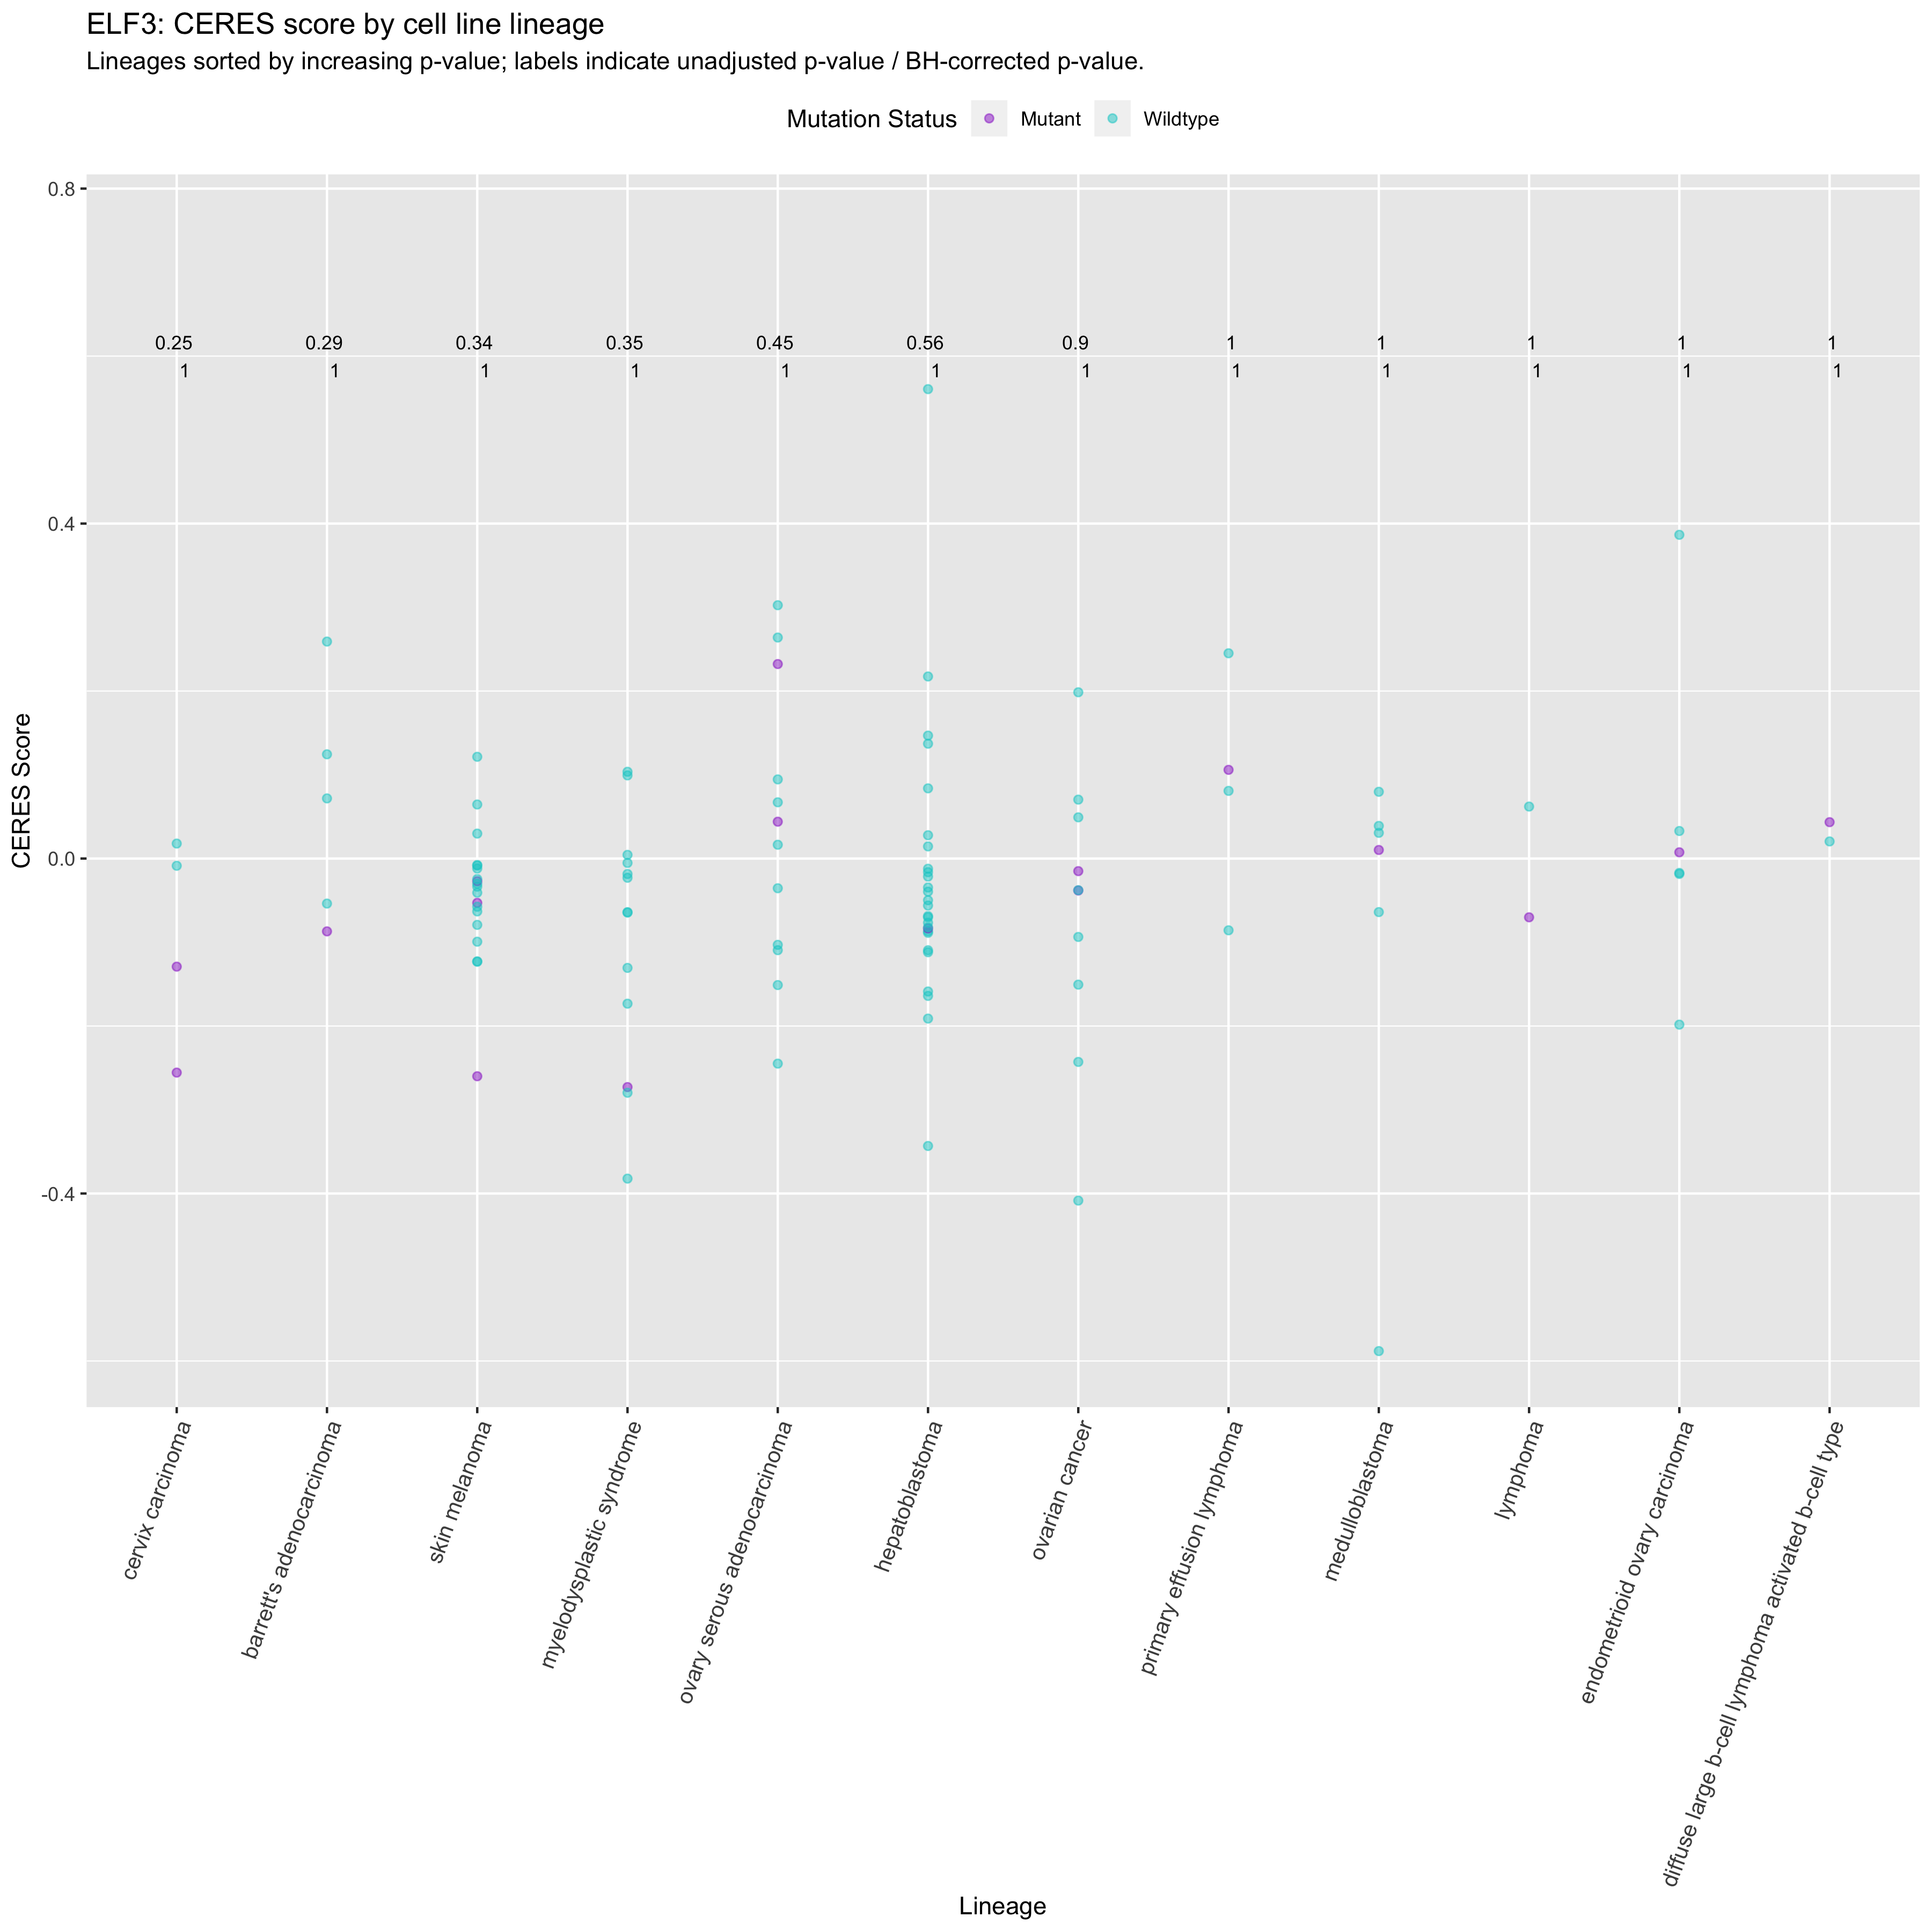 ELF3: CERES score by cell line lineage
Lineages sorted by increasing p-value; labels indicate unadjusted p-value / BH-corrected p-value.
Mutation Status Mutant Wildtype
0.8
0.25 0.29 0.34 0.35 0.45 0.56 0.9 1 1 1 1 1
1 1 1 1 1 1 1 1 1 1 1 1
0.4
CERES Score
0.0
-0.4
cervix carcinoma
barrett's adenocarcinoma
skin melanoma
myelodysplastic syndrome
ovary serous adenocarcinoma
hepatoblastoma
ovarian cancer
primary effusion lymphoma
medulloblastoma
lymphoma
endometrioid ovary carcinoma
diffuse large b-cell lymphoma activated b-cell type
Lineage